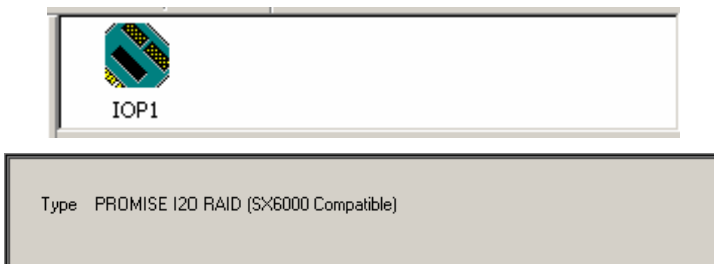 IOP1
Type PROMISE I2O RAID (SX6000 Compatible)